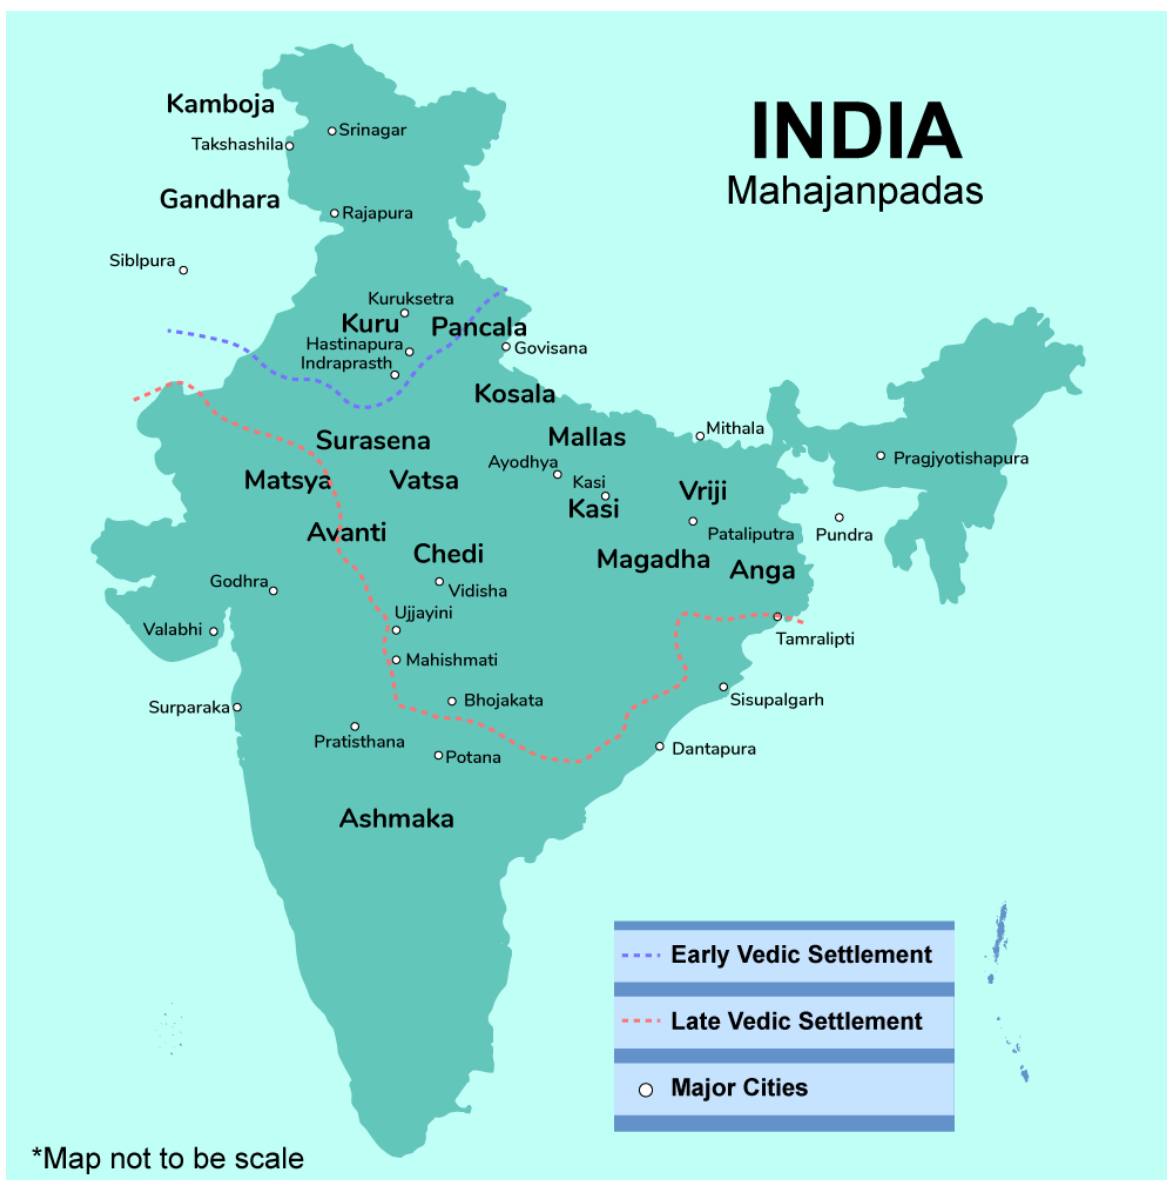 INDIA
Mahajanpadas
Kamboja
Srinagar
Takshashila
Gandhara
Rajapura
Siblpura
Kuruksetra
Kuru
Pancala
Hastinapura
Govisana
Indraprasth
Kosala
Surasena
Mallas
Mithala
Ayodhya
Pragjyotishapura
Matsya
Vatsa
Kasi
Vriji
Kasi
Avanti
Pataliputra
Pundra
Chedi
Magadha
Anga
Godhra
Vidisha
Ujjayini
Valabhi
Tamralipti
Mahishmati
Bhojakata
Sisupalgarh
Surparaka
Pratisthana
Dantapura
Potana
Ashmaka
Early Vedic Settlement
Late Vedic Settlement
Major Cities
*Map not to be scale